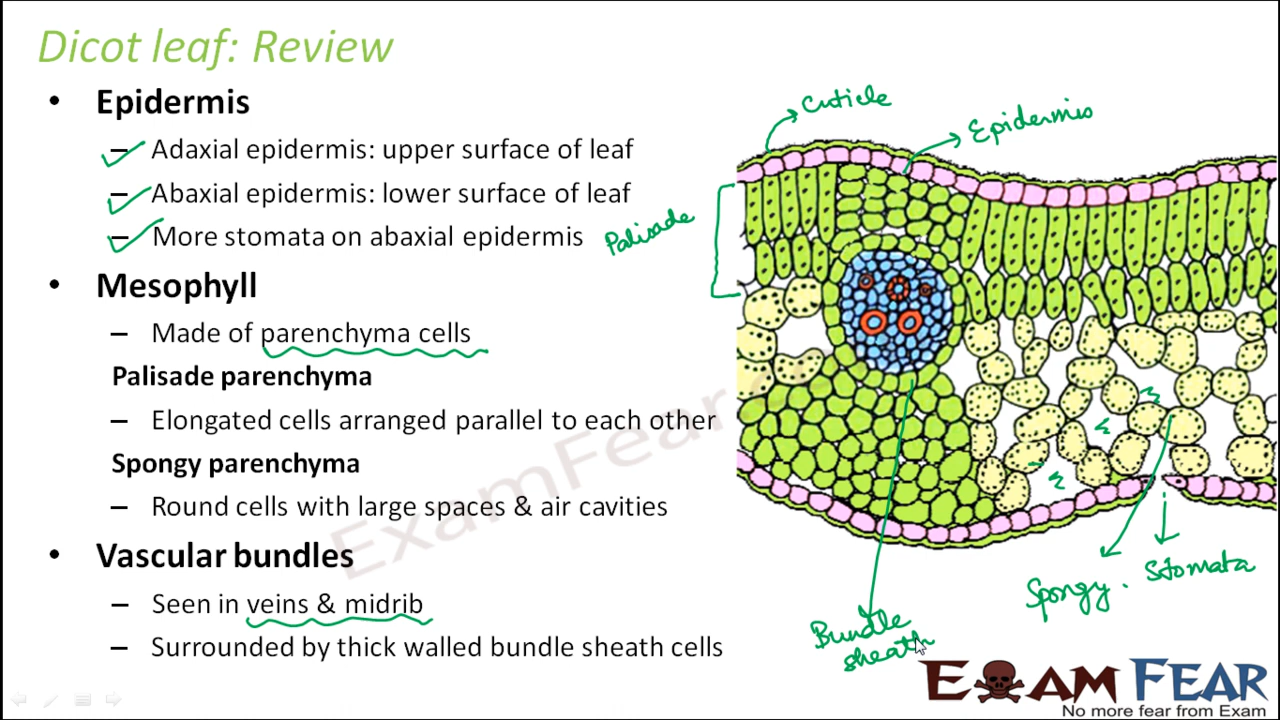 Dicot leaf: Review
• Epidermis
– Adaxial epidermis: upper surface of leaf
– Abaxial epidermis: lower surface of leaf
– More stomata on abaxial epidermis
• Mesophyll
– Made of parenchyma cells
Palisade parenchyma
– Elongated cells arranged parallel to each other
Spongy parenchyma
– Round cells with large spaces & air cavities
• Vascular bundles
– Seen in veins & midrib
– Surrounded by thick walled bundle sheath cells
Cuticle
Epidermis
Palisade
Spongy.
Stomata
Bundle
sheath
ExamFear.co
EXAM FEAR
No more fear from Exam